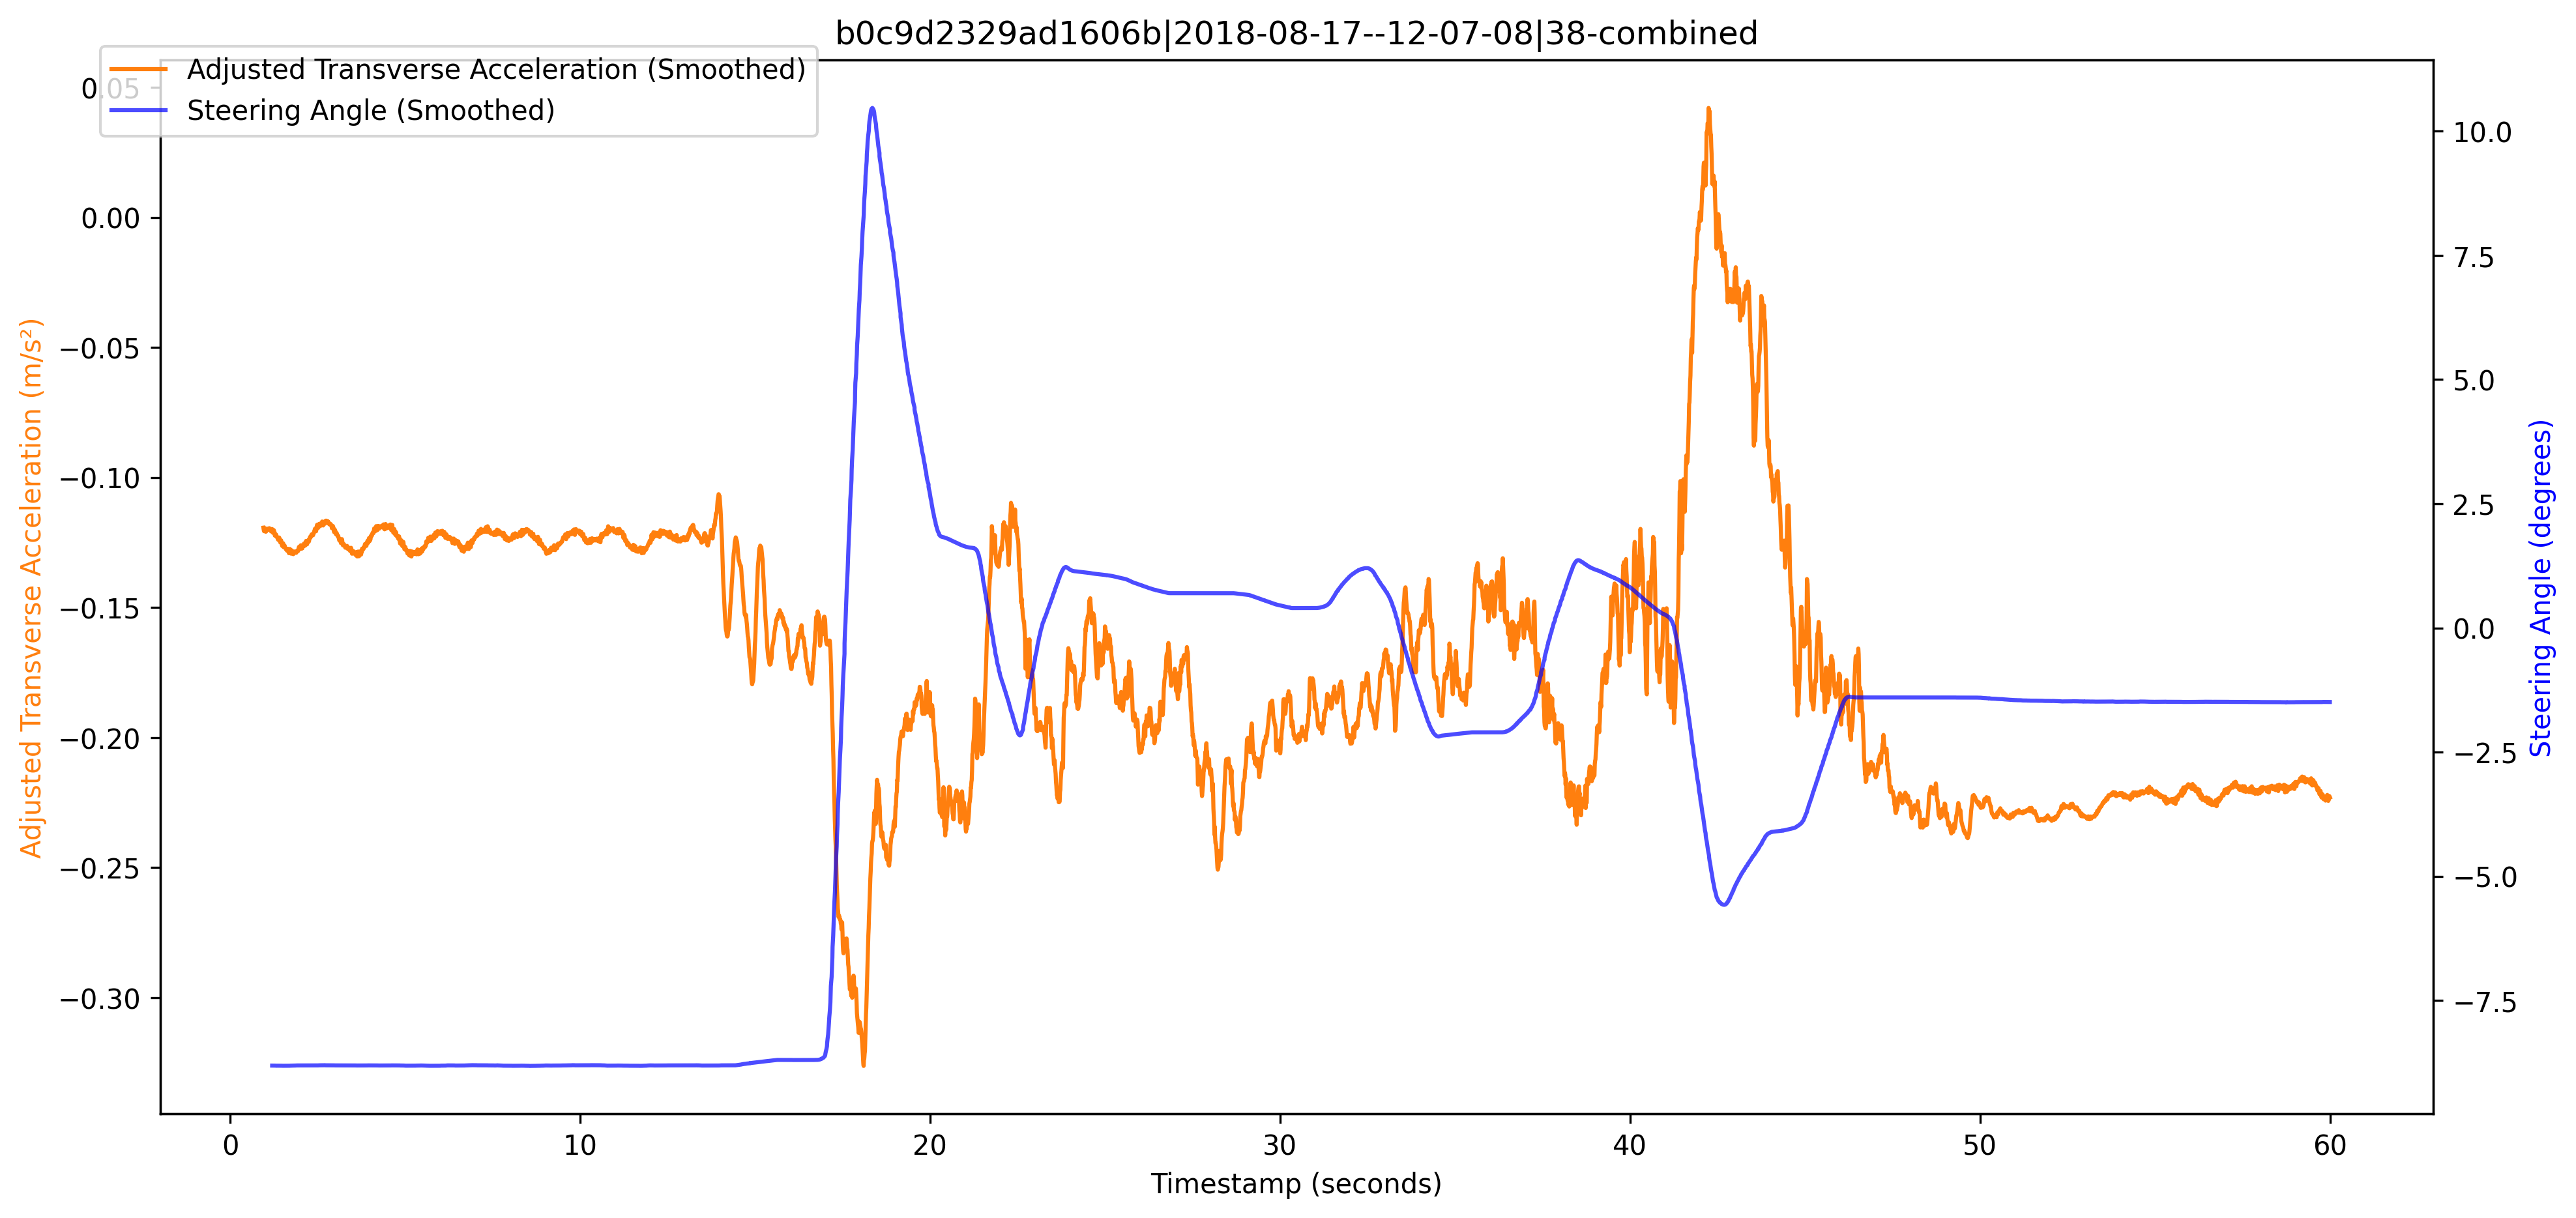 b0c9d2329ad1606b|2018-08-17--12-07-08|38-combined
Adjusted Transverse Acceleration (Smoothed)
Steering Angle (Smoothed)
Adjusted Transverse Acceleration (m/s²)
0.05
0.00
−0.05
−0.10
−0.15
−0.20
−0.25
−0.30
10.0
7.5
5.0
2.5
0.0
−2.5
−5.0
−7.5
Steering Angle (degrees)
0 10 20 30 40 50 60
Timestamp (seconds)